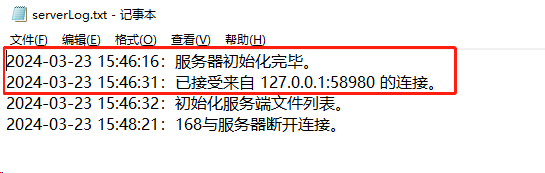 serverLog.txt - 记事本
文件(F) 编辑(E) 格式(O) 查看(V) 帮助(H)
2024-03-23 15:46:16：服务器初始化完毕。
2024-03-23 15:46:31：已接受来自 127.0.0.1:58980 的连接。
2024-03-23 15:46:32：初始化服务端文件列表。
2024-03-23 15:48:21：168与服务器断开连接。